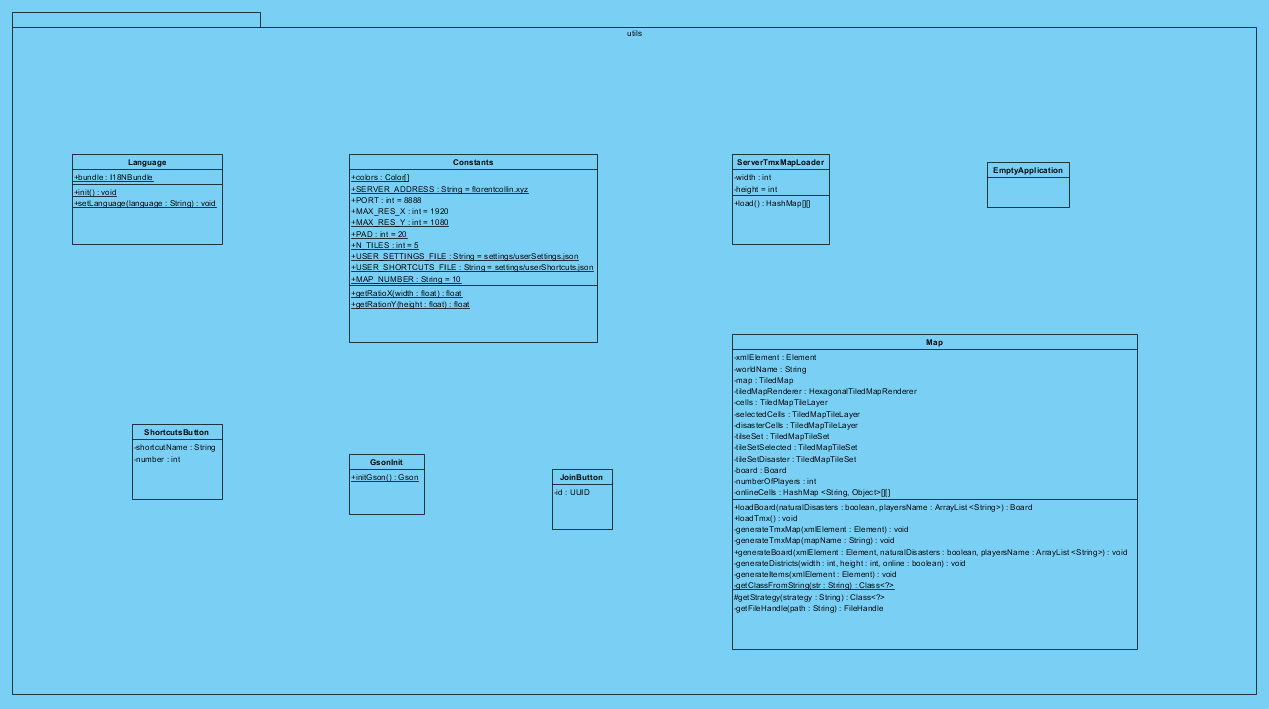 utils
Language
+bundle : I18NBundle
+init() : void
+setLanguage(language : String) : void
Constants
+colors : Color[]
+SERVER_ADDRESS : String = florentcollin.xyz
+PORT : int = 8888
+MAX_RES_X : int = 1920
+MAX_RES_Y : int = 1080
+PAD : int = 20
+N_TILES : int = 5
+USER_SETTINGS_FILE : String = settings/userSettings.json
+USER_SHORTCUTS_FILE : String = settings/userShortcuts.json
+MAP_NUMBER : String = 10
+getRatioX(width : float) : float
+getRationY(height : float) : float
ServerTmxMapLoader
-width : int
-height = int
+load() : HashMap[][]
EmptyApplication
ShortcutsButton
-shortcutName : String
-number : int
GsonInit
+initGson() : Gson
JoinButton
-id : UUID
Map
-xmlElement : Element
-worldName : String
-map : TiledMap
-tiledMapRenderer : HexagonalTiledMapRenderer
-cells : TiledMapTileLayer
-selectedCells : TiledMapTileLayer
-disasterCells : TiledMapTileLayer
-tilseSet : TiledMapTileSet
-tileSetSelected : TiledMapTileSet
-tileSetDisaster : TiledMapTileSet
-board : Board
-numberOfPlayers : int
-onlineCells : HashMap <String, Object>[][]
+loadBoard(naturalDisasters : boolean, playersName : ArrayList <String>) : Board
+loadTmx() : void
-generateTmxMap(xmlElement : Element) : void
-generateTmxMap(mapName : String) : void
+generateBoard(xmlElement : Element, naturalDisasters : boolean, playersName : ArrayList <String>) : void
-generateDistricts(width : int, height : int, online : boolean) : void
-generateItems(xmlElement : Element) : void
-getClassFromString(str : String) : Class<?>
#getStrategy(strategy : String) : Class<?>
-getFileHandle(path : String) : FileHandle